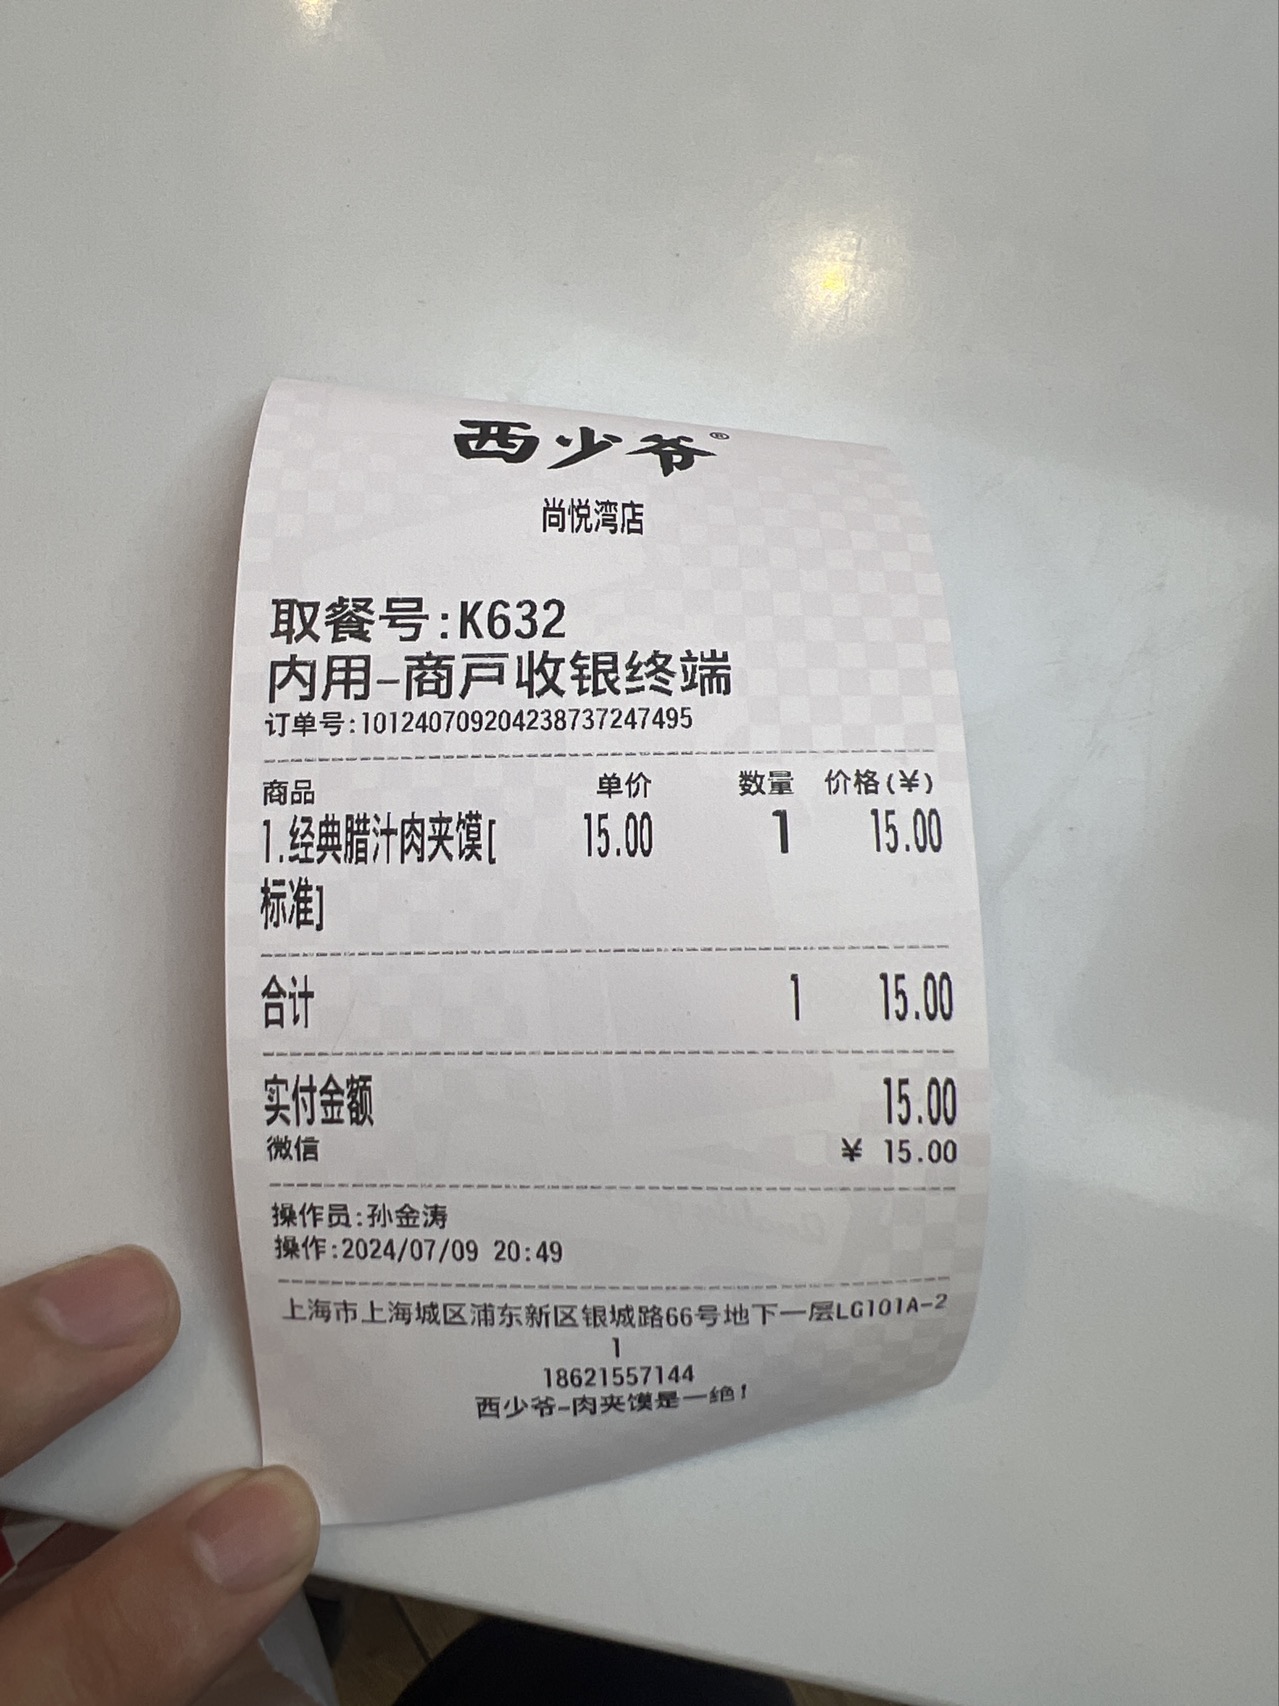 西少爷®
尚悦湾店
取餐号:K632
内用-商戸收银终端
订单号:101240709204238737247495
商品 单价 数量 价格(¥)
1.经典腊汁肉夹馍[ 15.00 1 15.00
标准]
合计 1 15.00
实付金额 15.00
微信 ¥ 15.00
操作员:孙金涛
操作:2024/07/09 20:49
上海市上海城区浦东新区银城路66号地下一层LG101A-2
1
18621557144
西少爷-肉夹馍是一绝!